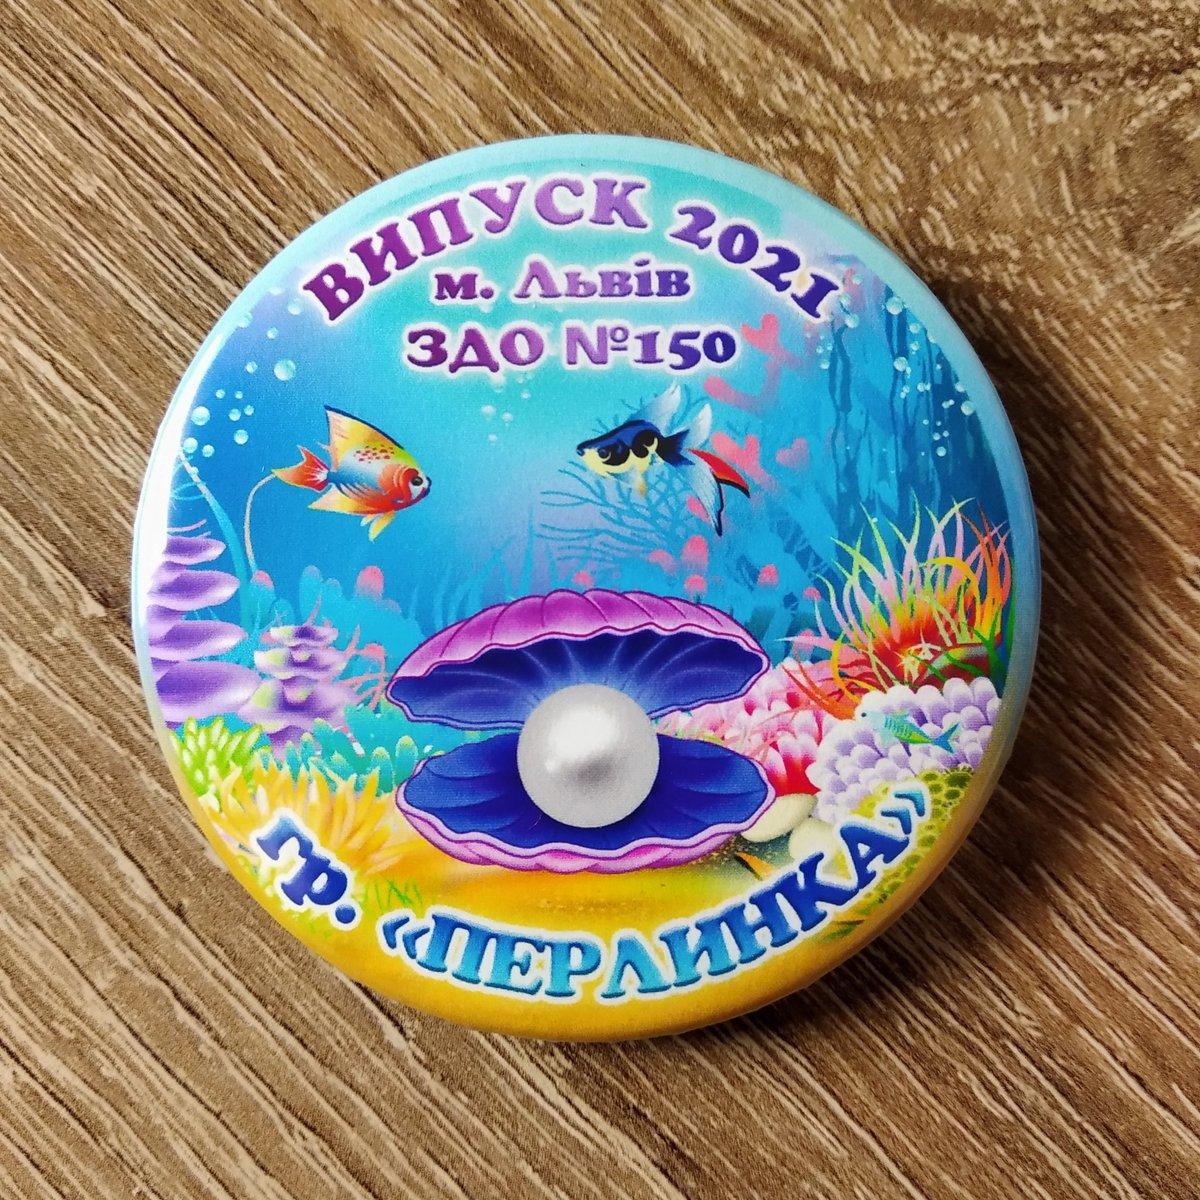 ВИПУСК 2021
м. Львів
ЗДО №150
гр. «ПЕРЛИНКА»